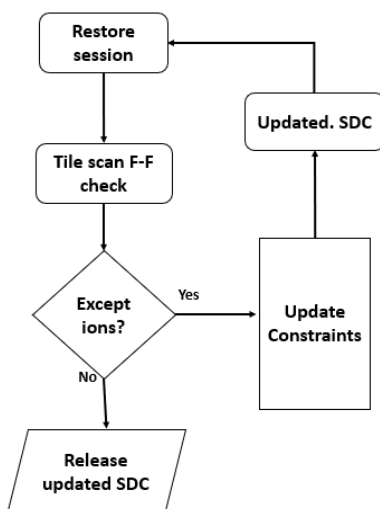 Restore
session
Updated. SDC
Tile scan F-F
check
Except
ions?
Yes
Update
Constraints
No
Release
updated SDC